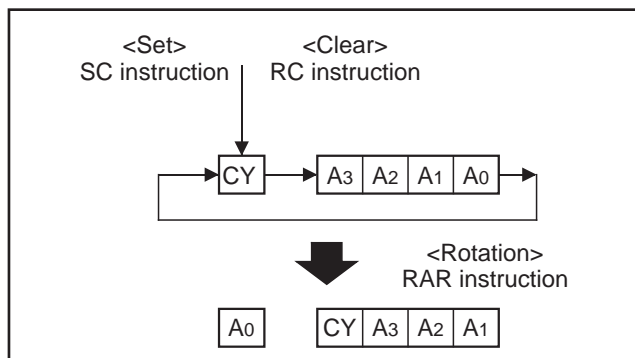 <Set> <Clear>
SC instruction RC instruction
CY A3 A2 A1 A0
<Rotation>
RAR instruction
A0 CY A3 A2 A1